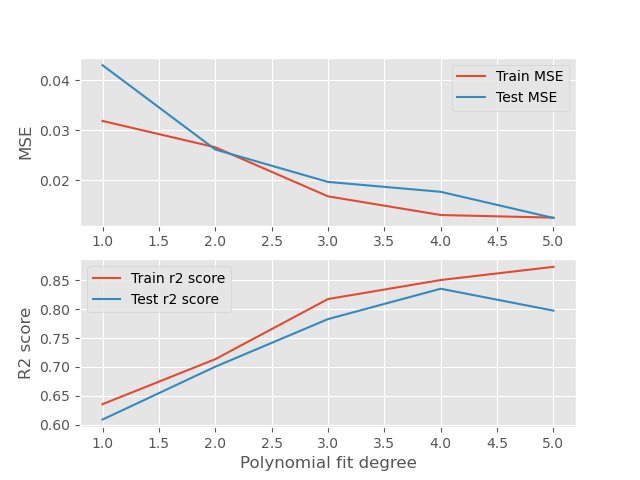 0.04
0.03
0.02
MSE
Train MSE
Test MSE
1.0 1.5 2.0 2.5 3.0 3.5 4.0 4.5 5.0
0.85
0.80
0.75
0.70
0.65
0.60
R2 score
Train r2 score
Test r2 score
1.0 1.5 2.0 2.5 3.0 3.5 4.0 4.5 5.0
Polynomial fit degree